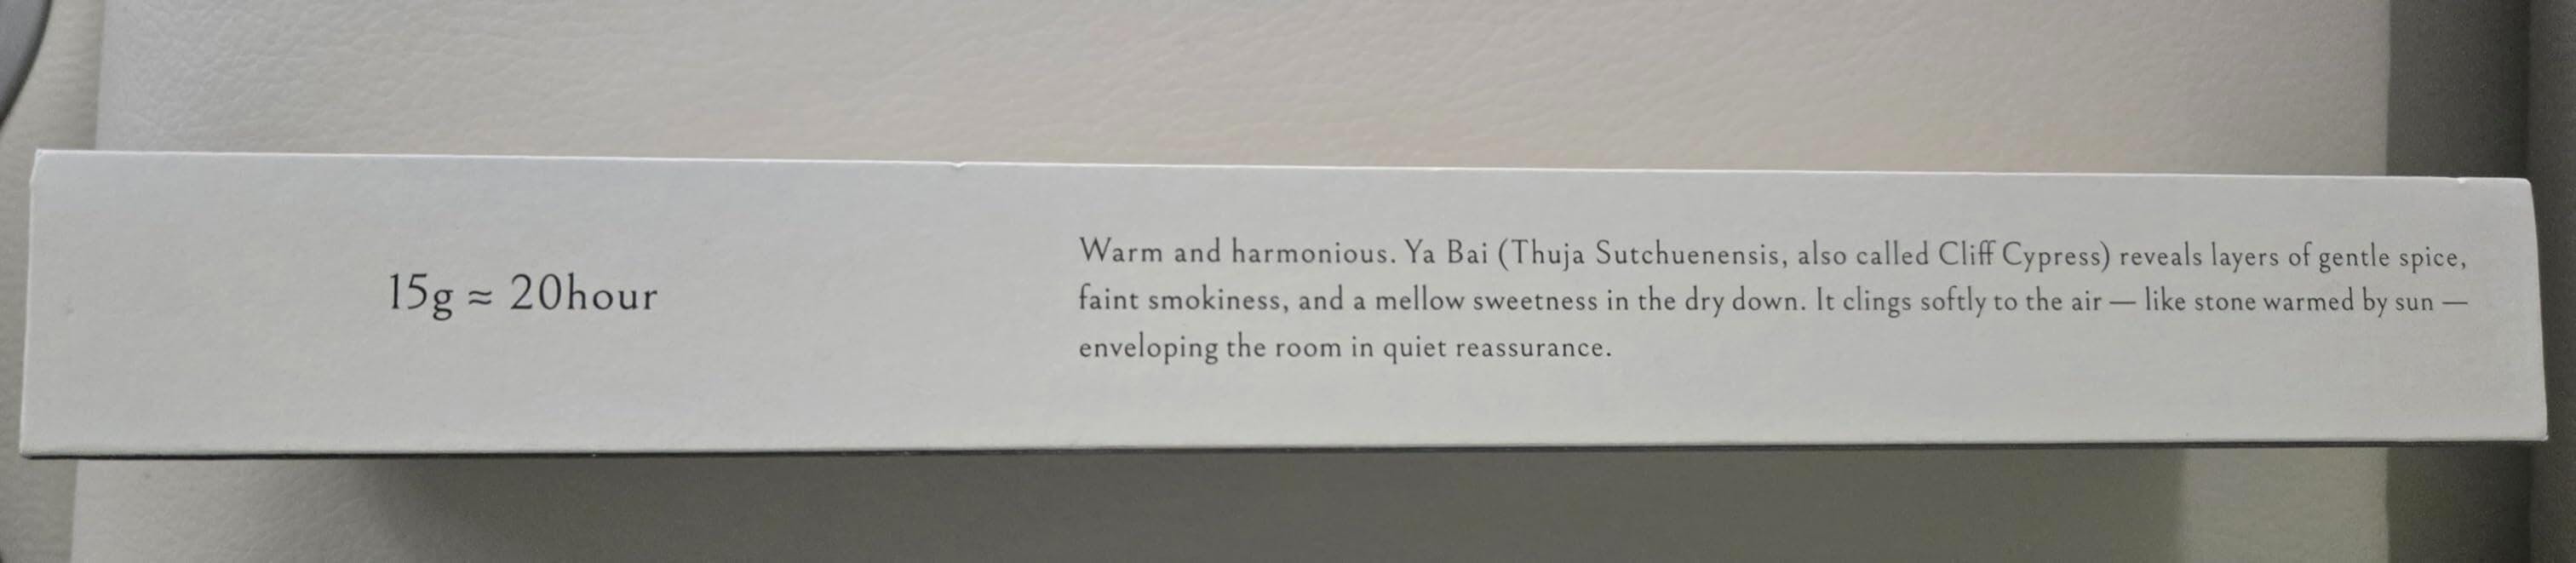 15g ≈ 20hour
Warm and harmonious. Ya Bai (Thuja Sutchuenensis, also called Cliff Cypress) reveals layers of gentle spice,
faint smokiness, and a mellow sweetness in the dry down. It clings softly to the air — like stone warmed by sun —
enveloping the room in quiet reassurance.